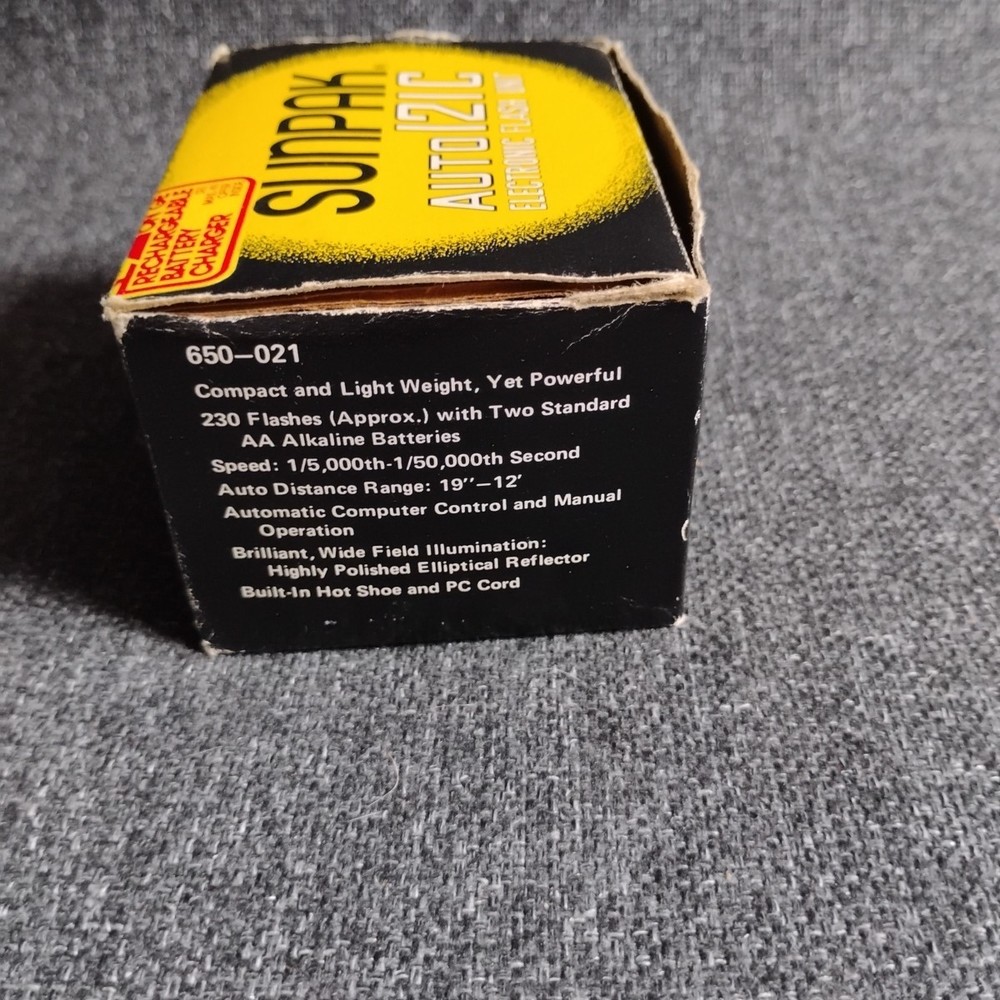 SUNPAK
AUTO 121C
ELECTRONIC FLASH UNIT
RECHARGEABLE
BATTERY
CHARGER
650-021
Compact and Light Weight, Yet Powerful
230 Flashes (Approx.) with Two Standard
AA Alkaline Batteries
Speed: 1/5,000th-1/50,000th Second
Auto Distance Range: 19''-12'
Automatic Computer Control and Manual
Operation
Brilliant, Wide Field Illumination:
Highly Polished Elliptical Reflector
Built-In Hot Shoe and PC Cord